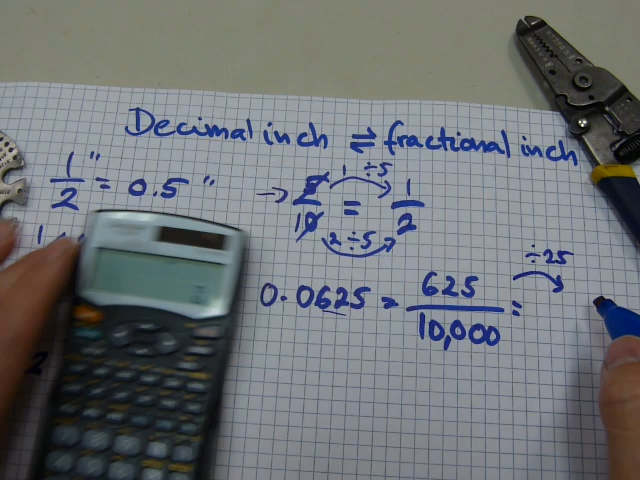 Decimal inch ⇌ fractional inch
1" / 2 = 0.5"
→ 5 / 10 = 1 / 2
1 ÷5
2 ÷5
÷25
0.0625 = 625 / 10,000 =
2